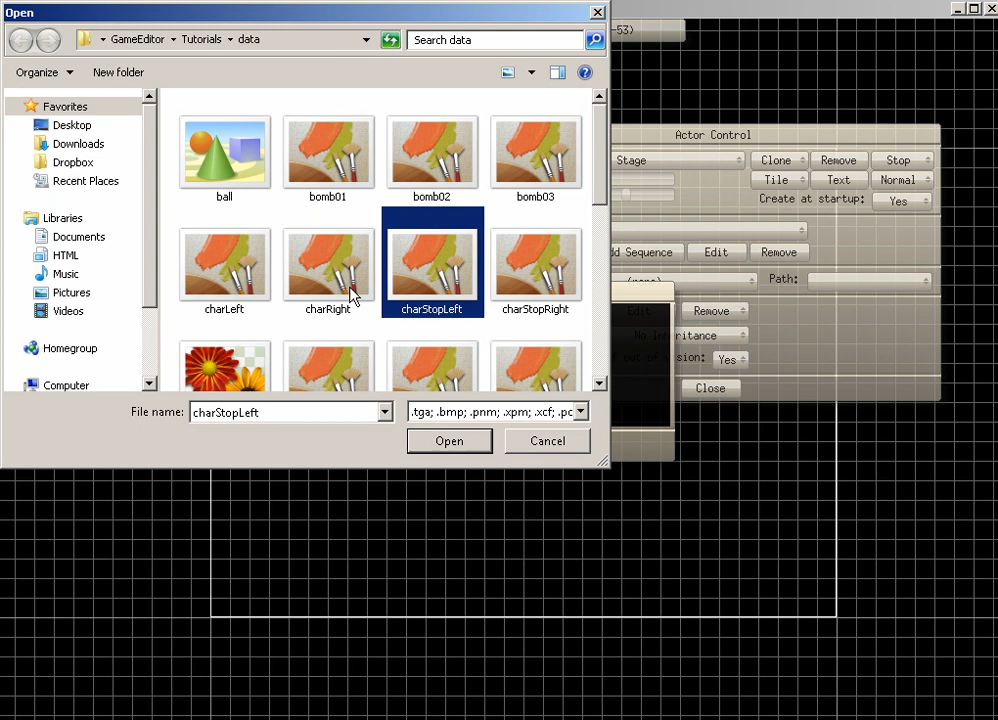 Open
-53)
GameEditor Tutorials data
Search data
Organize
New folder
Favorites
Desktop
Downloads
Dropbox
Recent Places
Libraries
Documents
HTML
Music
Pictures
Videos
Homegroup
Computer
ball
bomb01
bomb02
bomb03
charLeft
charRight
charStopLeft
charStopRight
File name:
charStopLeft
.tga; .bmp; .pnm; .xpm; .xcf; .pc
Open
Cancel
Actor Control
Stage
Clone
Remove
Stop
Tile
Text
Normal
Create at startup:
Yes
dd Sequence
Edit
Remove
(none)
Path:
Edit
Remove
No Inheritance
Yes
Close